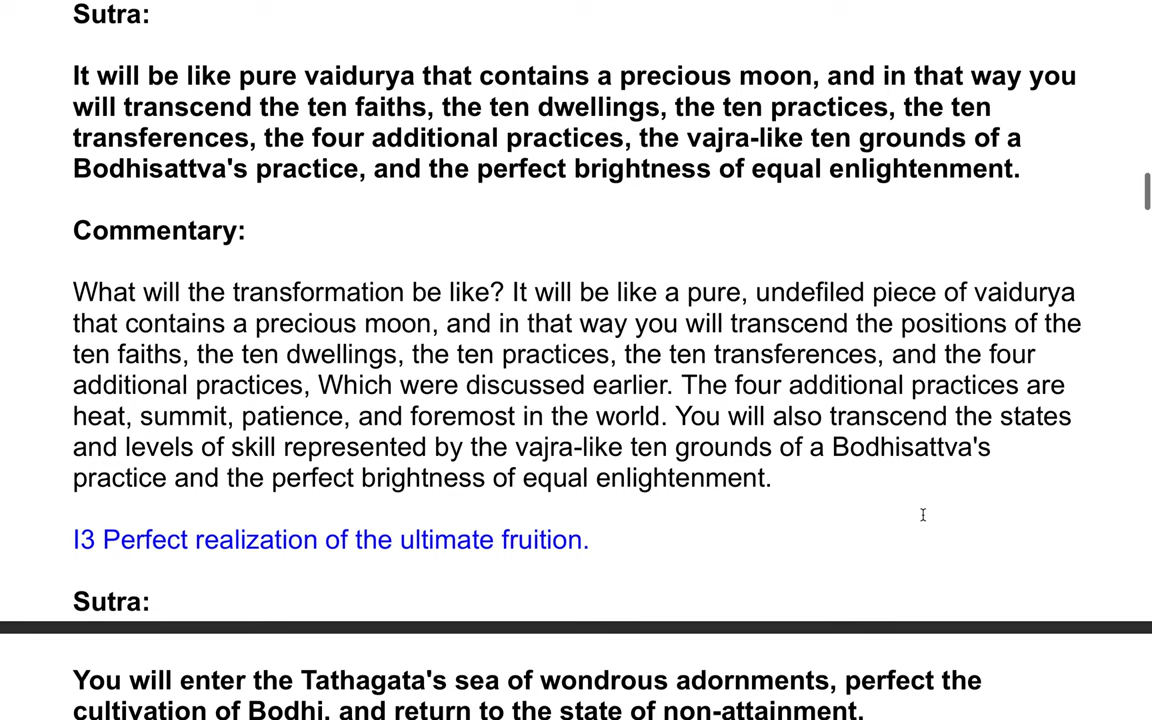 Sutra:
It will be like pure vaidurya that contains a precious moon, and in that way you
will transcend the ten faiths, the ten dwellings, the ten practices, the ten
transferences, the four additional practices, the vajra-like ten grounds of a
Bodhisattva's practice, and the perfect brightness of equal enlightenment.
Commentary:
What will the transformation be like? It will be like a pure, undefiled piece of vaidurya
that contains a precious moon, and in that way you will transcend the positions of the
ten faiths, the ten dwellings, the ten practices, the ten transferences, and the four
additional practices, Which were discussed earlier. The four additional practices are
heat, summit, patience, and foremost in the world. You will also transcend the states
and levels of skill represented by the vajra-like ten grounds of a Bodhisattva's
practice and the perfect brightness of equal enlightenment.
I3 Perfect realization of the ultimate fruition.
Sutra:
You will enter the Tathagata's sea of wondrous adornments, perfect the
cultivation of Bodhi, and return to the state of non-attainment.